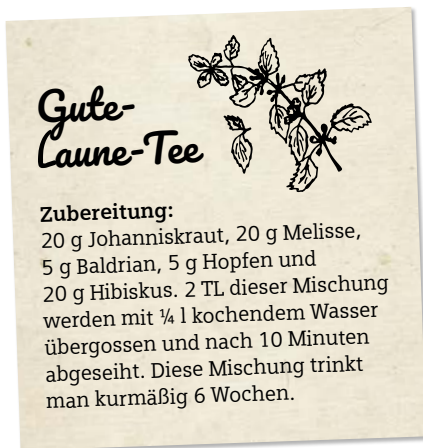 Gute-
Laune-Tee
Zubereitung:
20 g Johanniskraut, 20 g Melisse,
5 g Baldrian, 5 g Hopfen und
20 g Hibiskus. 2 TL dieser Mischung
werden mit ¼ l kochendem Wasser
übergossen und nach 10 Minuten
abgeseiht. Diese Mischung trinkt
man kurmäßig 6 Wochen.